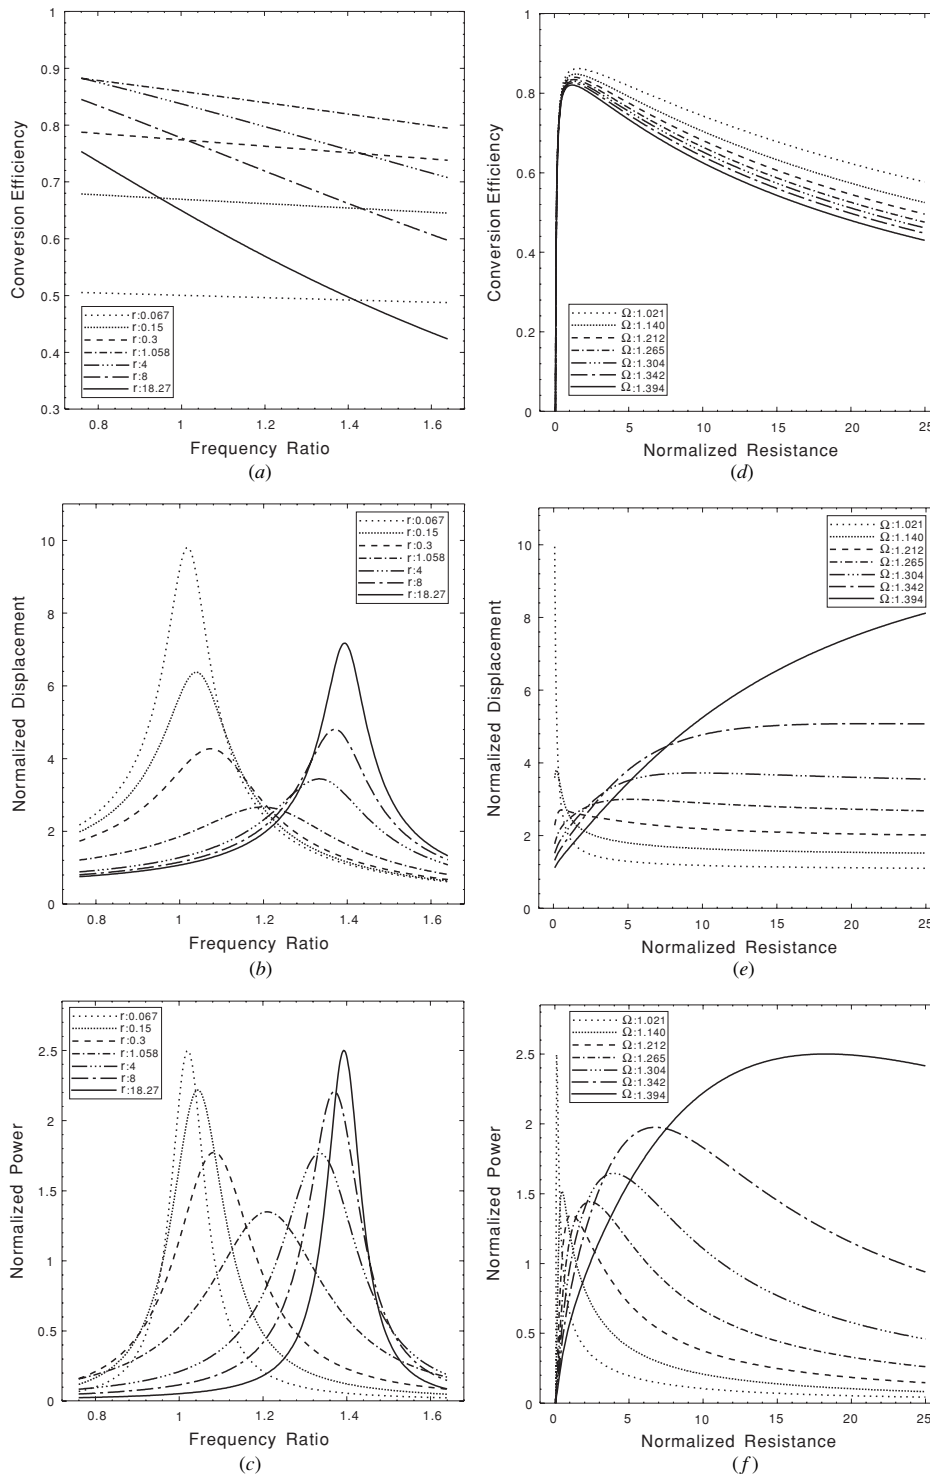 1
0.9
0.8
0.7
0.6
0.5
0.4
0.3
Conversion Efficiency
r:0.067
r:0.15
r:0.3
r:1.058
r:4
r:8
r:18.27
0.8 1 1.2 1.4 1.6
Frequency Ratio
(a)
1
0.8
0.6
0.4
0.2
0
Conversion Efficiency
Ω:1.021
Ω:1.140
Ω:1.212
Ω:1.265
Ω:1.304
Ω:1.342
Ω:1.394
0 5 10 15 20 25
Normalized Resistance
(d)
10
8
6
4
2
0
Normalized Displacement
r:0.067
r:0.15
r:0.3
r:1.058
r:4
r:8
r:18.27
0.8 1 1.2 1.4 1.6
Frequency Ratio
(b)
10
8
6
4
2
0
Normalized Displacement
Ω:1.021
Ω:1.140
Ω:1.212
Ω:1.265
Ω:1.304
Ω:1.342
Ω:1.394
0 5 10 15 20 25
Normalized Resistance
(e)
2.5
2
1.5
1
0.5
0
Normalized Power
r:0.067
r:0.15
r:0.3
r:1.058
r:4
r:8
r:18.27
0.8 1 1.2 1.4 1.6
Frequency Ratio
(c)
2.5
2
1.5
1
0.5
0
Normalized Power
Ω:1.021
Ω:1.140
Ω:1.212
Ω:1.265
Ω:1.304
Ω:1.342
Ω:1.394
0 5 10 15 20 25
Normalized Resistance
(f)